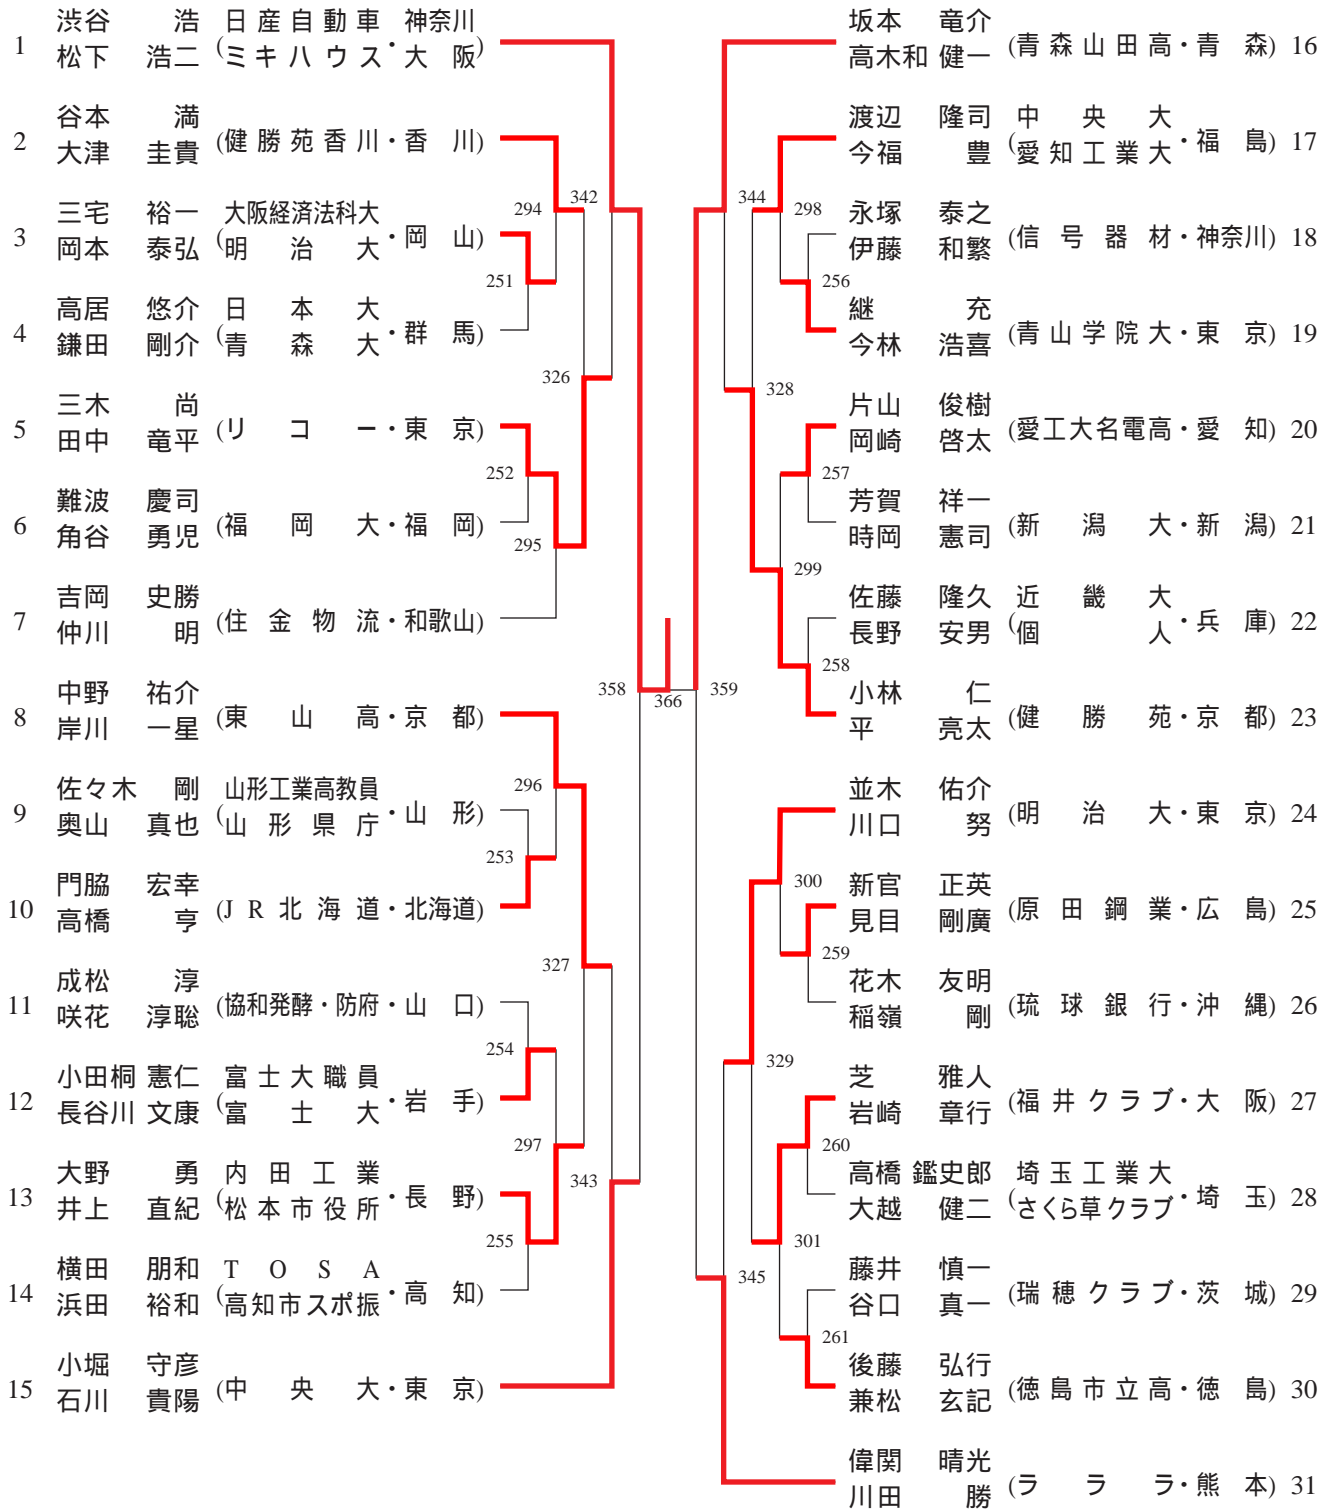 渋谷 浩 日産自動車 神奈川
1 ( ・ )
松下 浩二 ミキハウス 大阪
谷本 満
2 (健勝苑香川・香川)
大津 圭貴
三宅 裕一 大阪経済法科大
3 ( ・岡山)
岡本 泰弘 明治大
高居 悠介 日本大
4 ( ・群馬)
鎌田 剛介 青森大
三木 尚
5 (リコー・東京)
田中 竜平
難波 慶司
6 (福岡大・福岡)
角谷 勇児
吉岡 史勝
7 (住金物流・和歌山)
仲川 明
中野 祐介
8 (東山高・京都)
岸川 一星
佐々木 剛 山形工業高教員
9 ( ・山形)
奥山 真也 山形県庁
門脇 宏幸
10 (JR北海道・北海道)
高橋 亨
成松 淳
11 (協和発酵・防府・山口)
咲花 淳聡
小田桐 憲仁 富士大職員
12 ( ・岩手)
長谷川 文康 富士大
大野 勇 内田工業
13 ( ・長野)
井上 直紀 松本市役所
横田 朋和 TOSA
14 ( ・高知)
浜田 裕和 高知市スポ振
小堀 守彦
15 (中央大・東京)
石川 貴陽
294
342
251
326
252
295
358
366
359
296
253
327
254
297
343
255
344
298
256
328
257
299
258
300
259
329
260
301
345
261
坂本 竜介
(青森山田高・青森) 16
高木和 健一
渡辺 隆司 中央大
( ・福島) 17
今福 豊 愛知工業大
永塚 泰之
(信号器材・神奈川) 18
伊藤 和繁
継 充
(青山学院大・東京) 19
今林 浩喜
片山 俊樹
(愛工大名電高・愛知) 20
岡崎 啓太
芳賀 祥一
(新潟大・新潟) 21
時岡 憲司
佐藤 隆久 近畿大
( ・兵庫) 22
長野 安男 個人
小林 仁
(健勝苑・京都) 23
平 亮太
並木 佑介
(明治大・東京) 24
川口 努
新官 正英
(原田鋼業・広島) 25
見目 剛廣
花木 友明
(琉球銀行・沖縄) 26
稲嶺 剛
芝 雅人
(福井クラブ・大阪) 27
岩崎 章行
高橋 鑑史郎 埼玉工業大
( ・埼玉) 28
大越 健二 さくら草クラブ
藤井 慎一
(瑞穂クラブ・茨城) 29
谷口 真一
後藤 弘行
(徳島市立高・徳島) 30
兼松 玄記
偉関 晴光
(ララ・熊本) 31
川田 勝